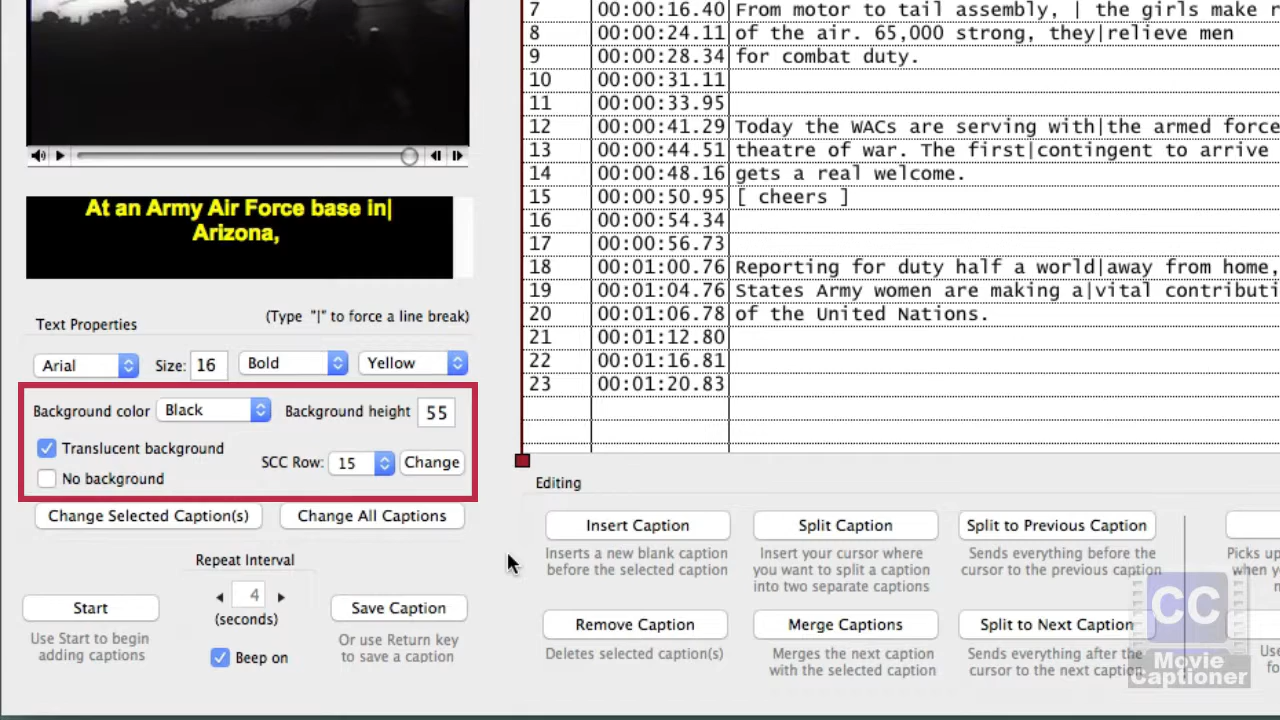 7 00:00:16.40 From motor to tail assembly, | the girls make
8 00:00:24.11 of the air. 65,000 strong, they|relieve men
9 00:00:28.34 for combat duty.
10 00:00:31.11
11 00:00:33.95
12 00:00:41.29 Today the WACs are serving with|the armed force
13 00:00:44.51 theatre of war. The first|contingent to arrive
14 00:00:48.16 gets a real welcome.
15 00:00:50.95 [ cheers ]
16 00:00:54.34
17 00:00:56.73
18 00:01:00.76 Reporting for duty half a world|away from home,
19 00:01:04.76 States Army women are making a|vital contributi
20 00:01:06.78 of the United Nations.
21 00:01:12.80
22 00:01:16.81
23 00:01:20.83
At an Army Air Force base in|
Arizona,
Text Properties
(Type "|" to force a line break)
Arial Size: 16 Bold Yellow
Background color Black Background height 55
Translucent background
SCC Row: 15 Change
No background
Change Selected Caption(s) Change All Captions
Repeat Interval
4
(seconds)
Start
Use Start to begin
adding captions
Beep on
Save Caption
Or use Return key
to save a caption
Editing
Insert Caption
Inserts a new blank caption
before the selected caption
Split Caption
Insert your cursor where
you want to split a caption
into two separate captions
Split to Previous Caption
Sends everything before the
cursor to the previous caption
Picks up
when yo
Remove Caption
Deletes selected caption(s)
Merge Captions
Merges the next caption
with the selected caption
Split to Next Caption
Sends everything after the
cursor to the next caption
Use
fo
CC
Movie
Captioner